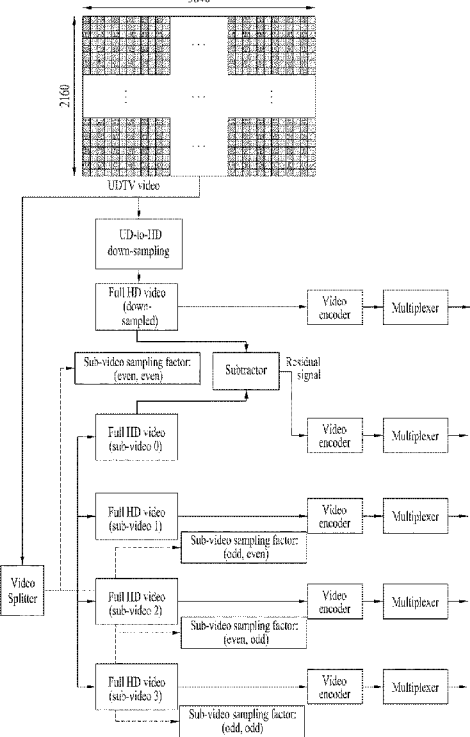 2160
UDTV video
UD-to-HD
down-sampling
Full HD video
(down-
sampled)
Video
encoder
Multiplexer
Sub-video sampling factor:
(even, even)
Subtractor
Residual
signal
Full HD video
(sub-video 0)
Video
encoder
Multiplexer
Full HD video
(sub-video 1)
Video
encoder
Multiplexer
Sub-video sampling factor:
(odd, even)
Video
Splitter
Full HD video
(sub-video 2)
Video
encoder
Multiplexer
Sub-video sampling factor:
(even, odd)
Full HD video
(sub-video 3)
Video
encoder
Multiplexer
Sub-video sampling factor:
(odd, odd)